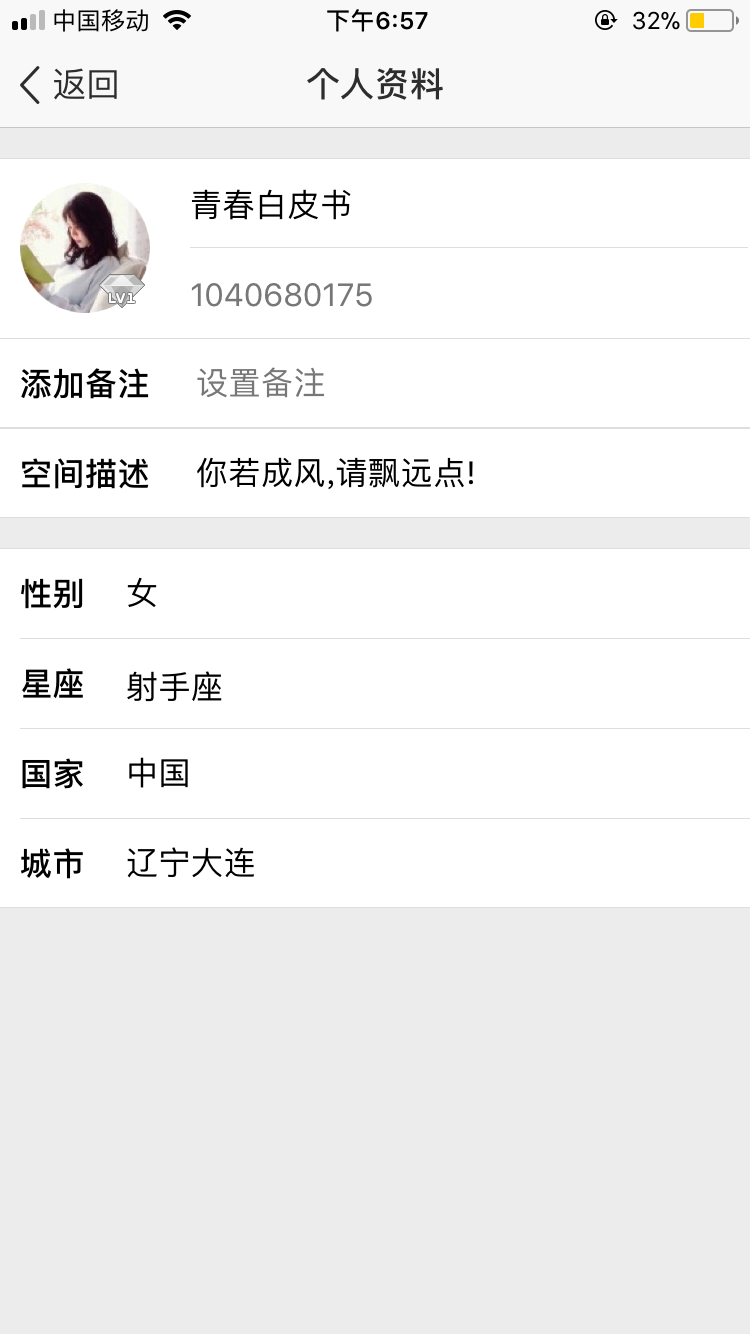 中国移动 下午6:57 32%
返回 个人资料
青春白皮书
LV1
1040680175
添加备注 设置备注
空间描述 你若成风,请飘远点!
性别 女
星座 射手座
国家 中国
城市 辽宁大连